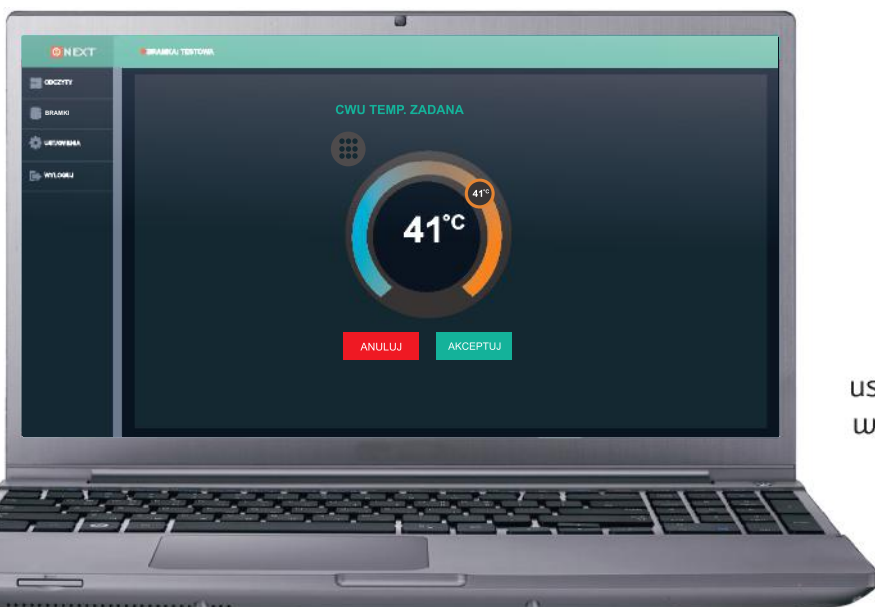 NEXT
BRAMKA: TESTOWA
ODCZYTY
BRAMKI
USTAWIENIA
WYLOGUJ
CWU TEMP. ZADANA
41°C
41°C
ANULUJ
AKCEPTUJ
us
w